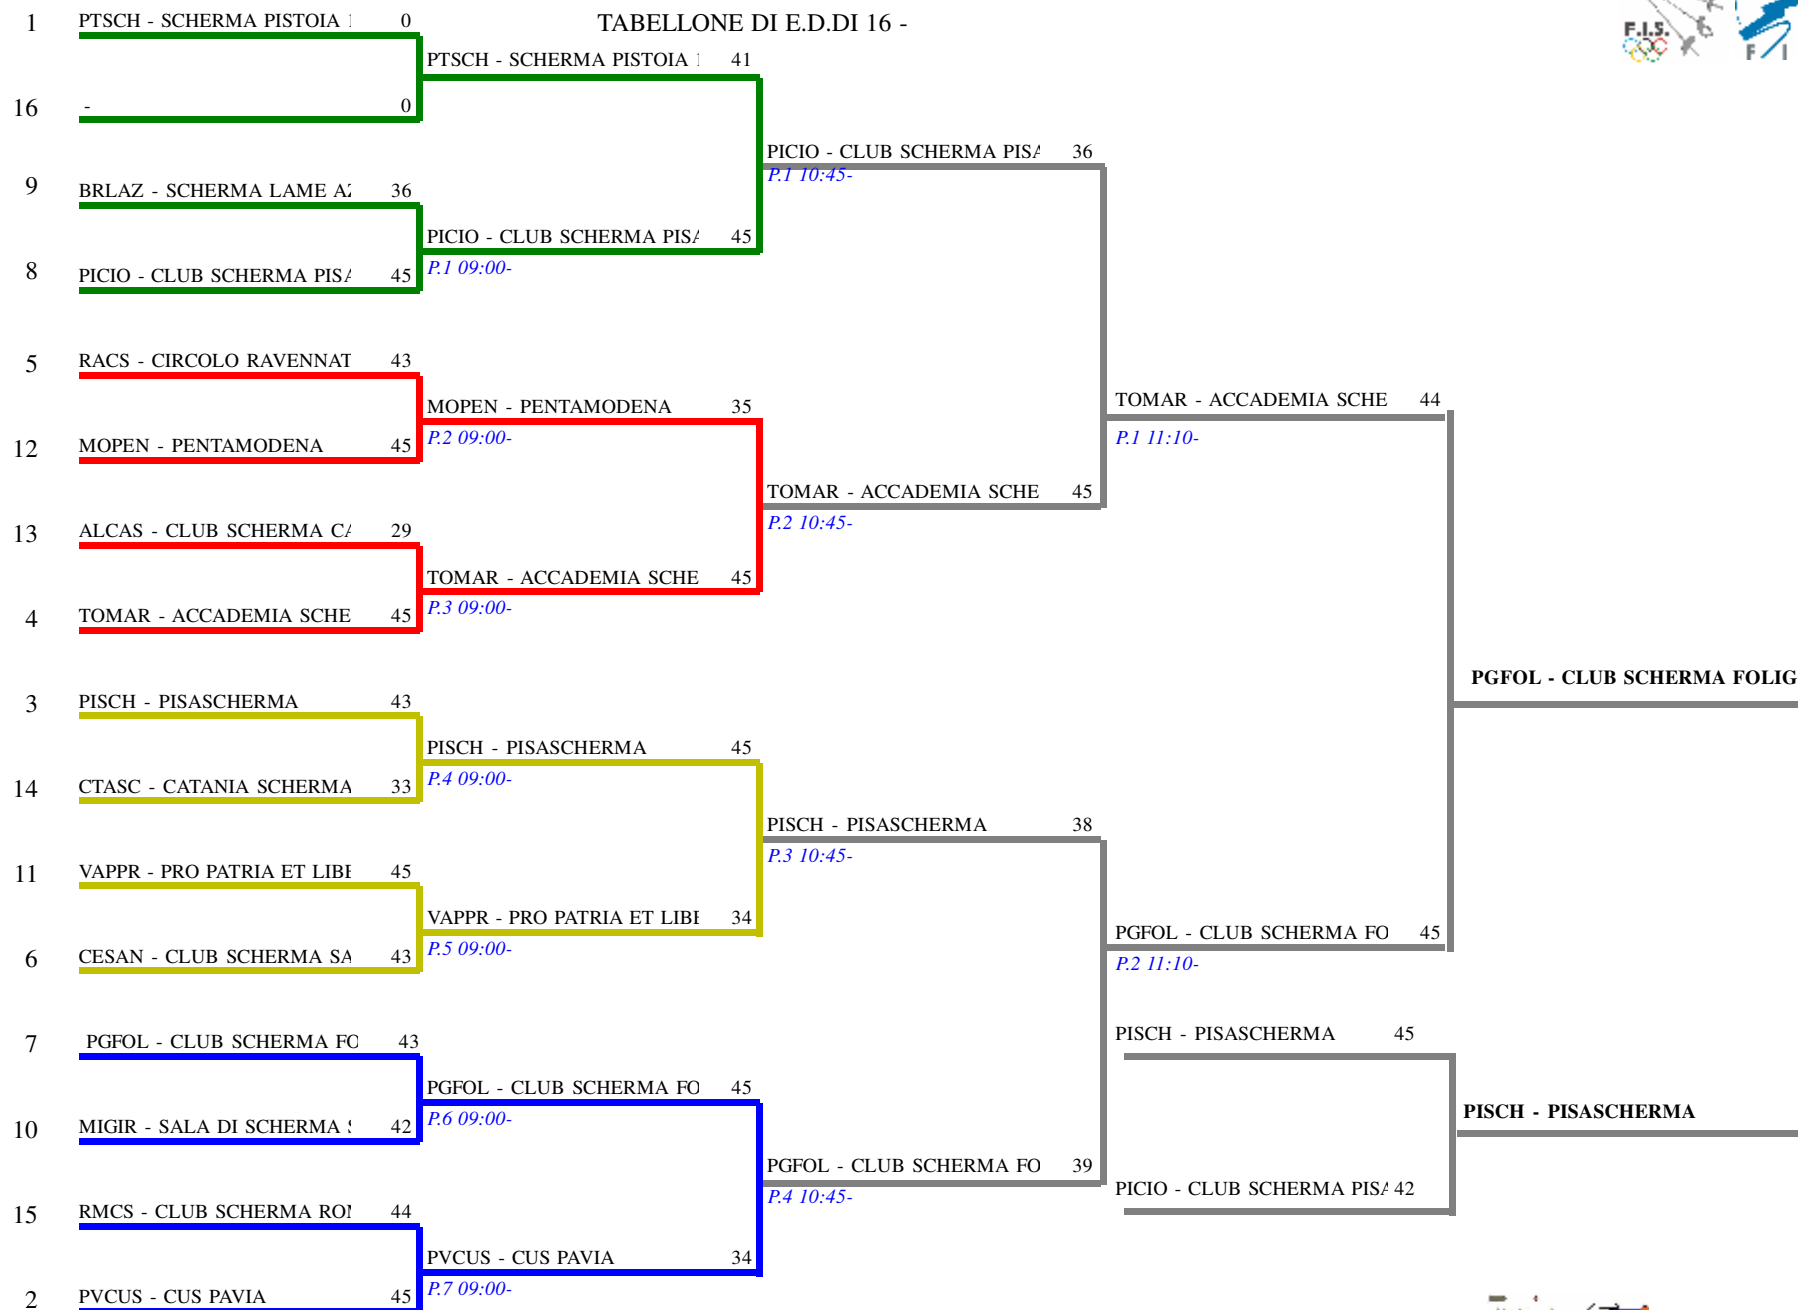 TABELLONE DI E.D.DI 16 -
F.I.S.
F I
1 PTSCH - SCHERMA PISTOIA 1 0
16 - 0
9 BRLAZ - SCHERMA LAME 36
8 PICIO - CLUB SCHERMA 45
5 RACS - CIRCOLO RAVENNAT 43
12 MOPEN - PENTAMODENA 45
13 ALCAS - CLUB SCHERMA 29
4 TOMAR - ACCADEMIA SCHE 45
3 PISCH - PISASCHERMA 43
14 CTASC - CATANIA SCHERMA 33
11 VAPPR - PRO PATRIA ET 45
6 CESAN - CLUB SCHERMA SA 43
7 PGFOL - CLUB SCHERMA FO 43
10 MIGIR - SALA DI SCHERMA 42
15 RMCS - CLUB SCHERMA 44
2 PVCUS - CUS PAVIA 45
PTSCH - SCHERMA PISTOIA 41
PICIO - CLUB SCHERMA 45
P.1 09:00-
MOPEN - PENTAMODENA 35
P.2 09:00-
TOMAR - ACCADEMIA SCHE 45
P.3 09:00-
PISCH - PISASCHERMA 45
P.4 09:00-
VAPPR - PRO PATRIA ET 34
P.5 09:00-
PGFOL - CLUB SCHERMA FO 45
P.6 09:00-
PVCUS - CUS PAVIA 34
P.7 09:00-
PICIO - CLUB SCHERMA 36
P.1 10:45-
TOMAR - ACCADEMIA SCHE 45
P.2 10:45-
PISCH - PISASCHERMA 38
P.3 10:45-
PGFOL - CLUB SCHERMA FO 39
P.4 10:45-
TOMAR - ACCADEMIA SCHE 44
P.1 11:10-
PGFOL - CLUB SCHERMA FO 45
P.2 11:10-
PISCH - PISASCHERMA 45
PICIO - CLUB SCHERMA 42
PGFOL - CLUB SCHERMA FOLIG
PISCH - PISASCHERMA